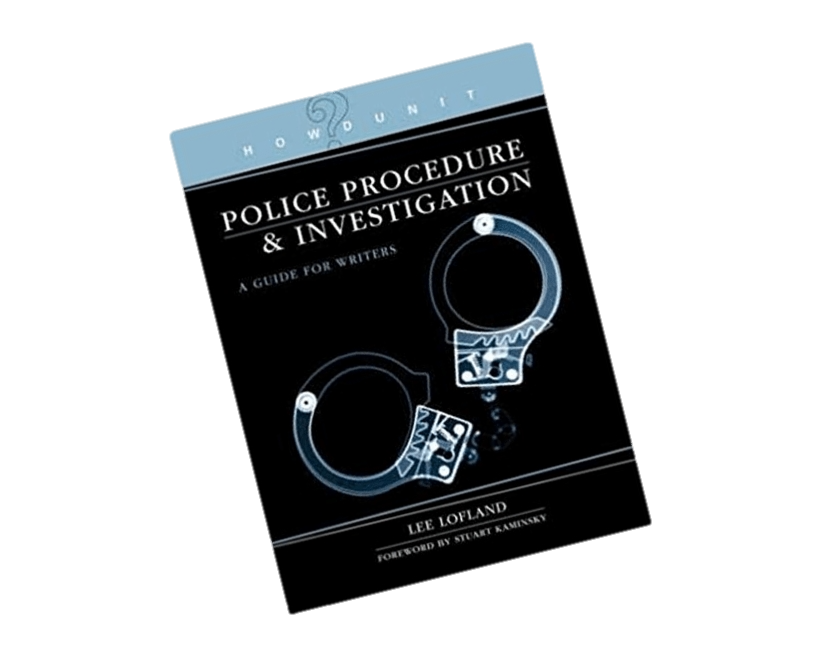 HOWDUNIT
?
POLICE PROCEDURE
& INVESTIGATION
A GUIDE FOR WRITERS
LEE LOFLAND
FOREWORD BY STUART KAMINSKY